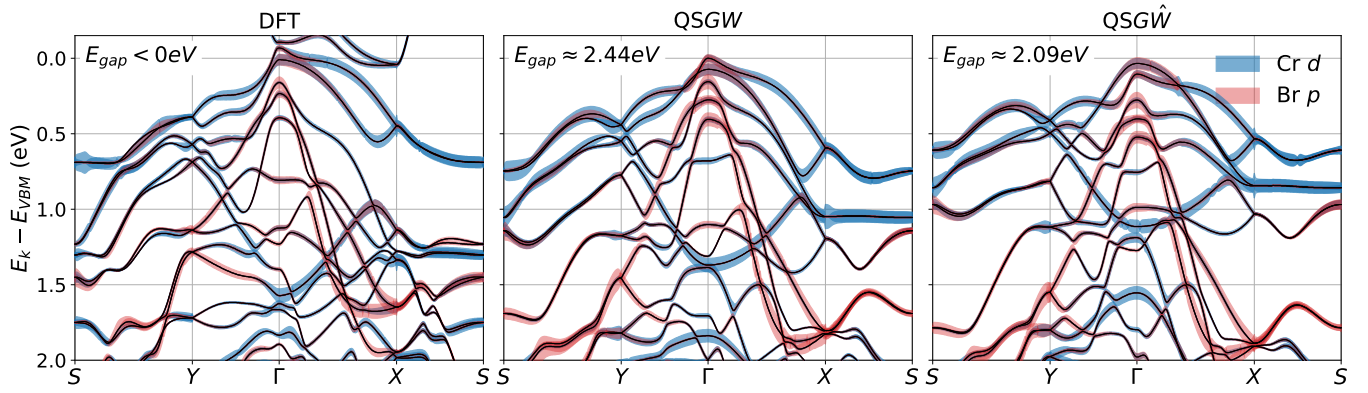 DFT
QSGW
QSGŴ
E_gap < 0eV
E_gap ≈ 2.44eV
E_gap ≈ 2.09eV
Cr d
Br p
E_k − E_VBM (eV)
0.0
0.5
1.0
1.5
2.0
S Y Γ X S
S Y Γ X S
S Y Γ X S